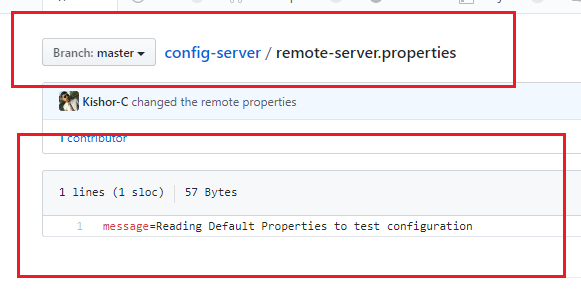 Branch: master
config-server / remote-server.properties
Kishor-C changed the remote properties
1 contributor
1 lines (1 sloc) 57 Bytes
1 message=Reading Default Properties to test configuration